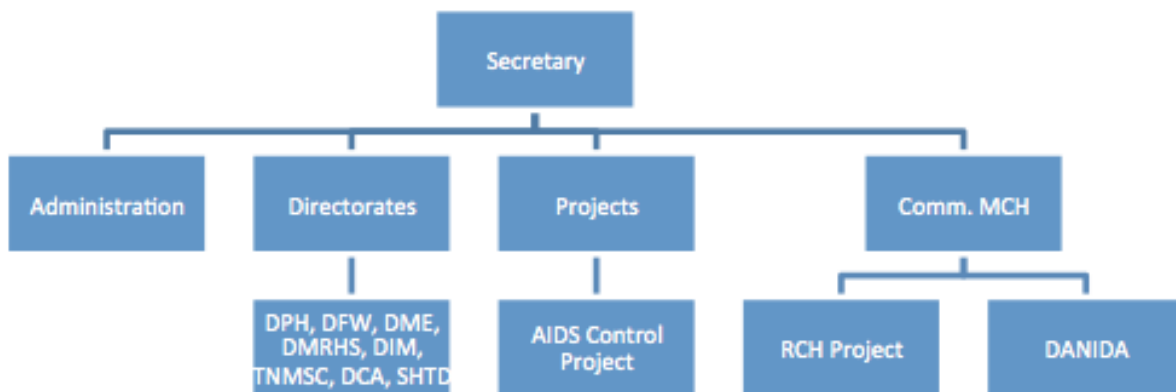 Secretary
Administration
Directorates
Projects
Comm. MCH
DPH, DFW, DME,
DMRHS, DIM,
TNMSC, DCA, SHTD
AIDS Control
Project
RCH Project
DANIDA